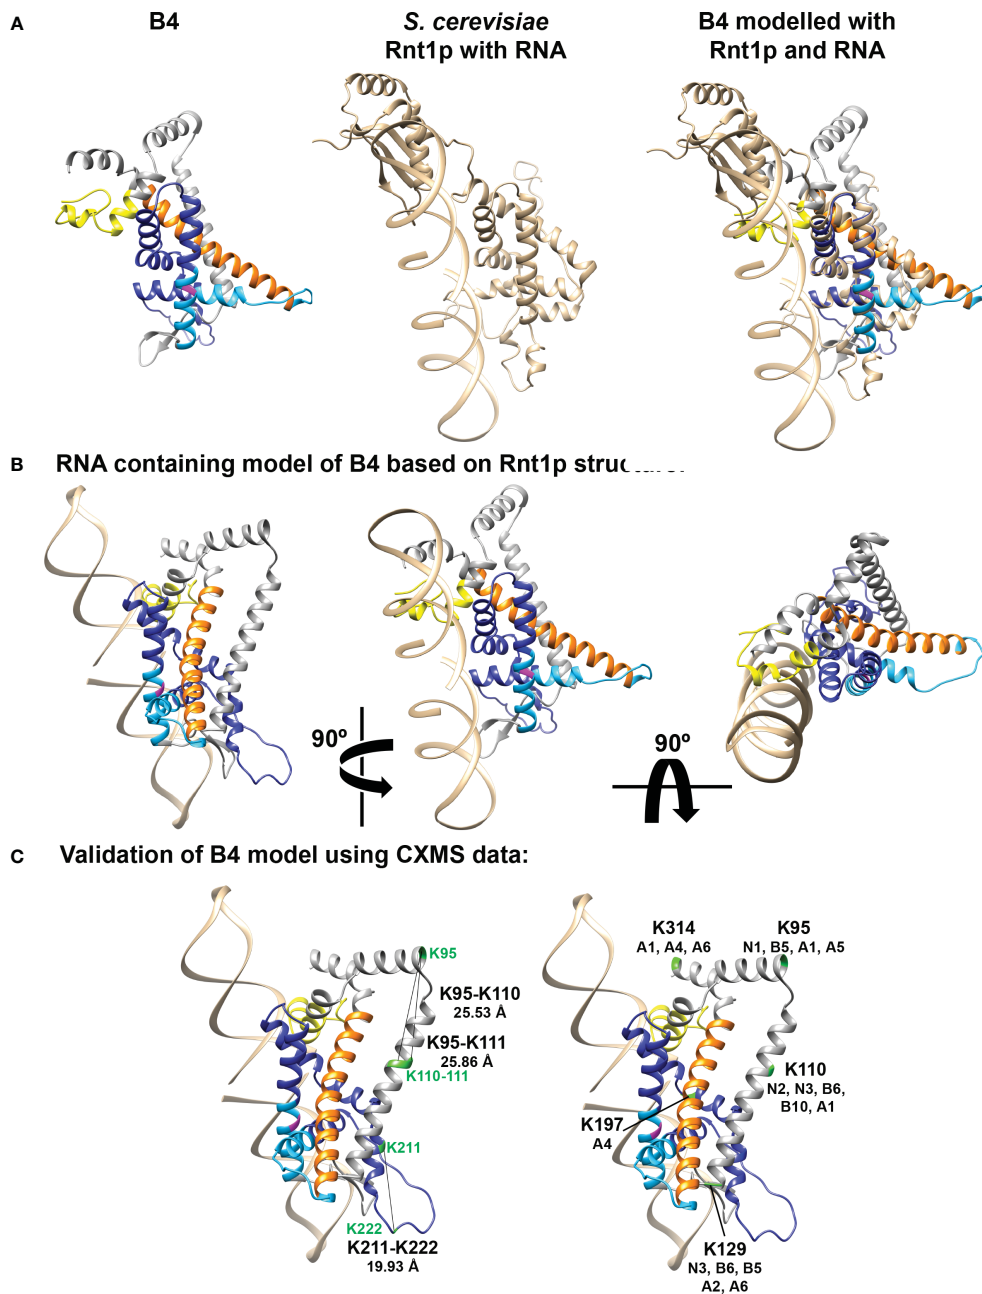 A
B4
S. cerevisiae
Rnt1p with RNA
B4 modelled with
Rnt1p and RNA
B
RNA containing model of B4 based on Rnt1p
90º
90º
C
Validation of B4 model using CXMS data:
K95
K95-K110
25.53 Å
K95-K111
25.86 Å
K110-111
K211
K222
K211-K222
19.93 Å
K314
A1, A4, A6
K95
N1, B5, A1, A5
K110
N2, N3, B6,
B10, A1
K197
A4
K129
N3, B6, B5
A2, A6